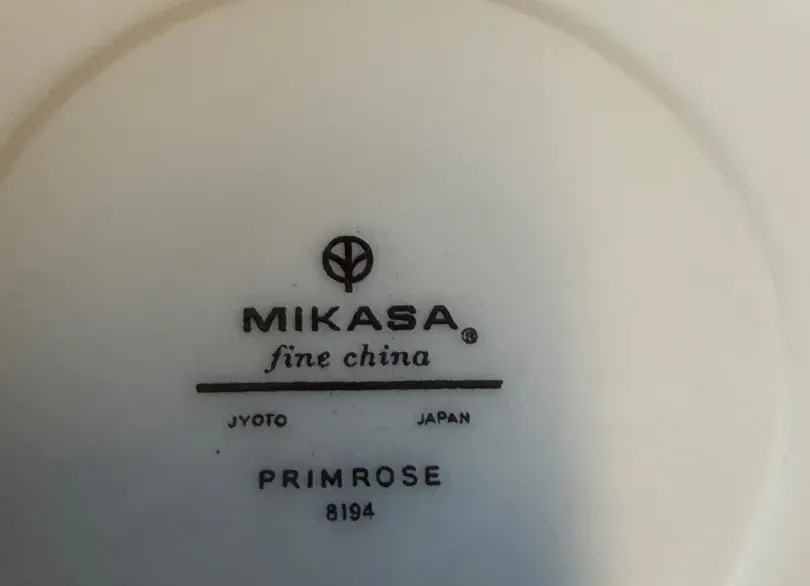 MIKASA®
fine china
JYOTO JAPAN
PRIMROSE
8194